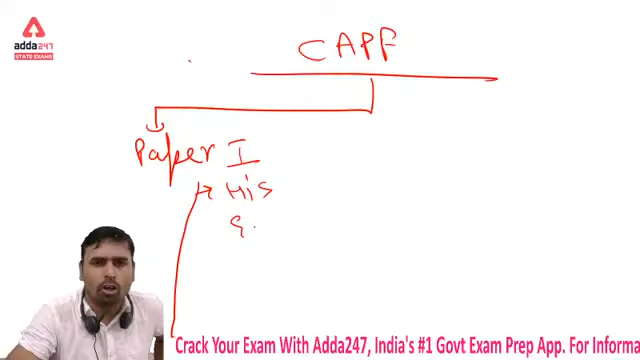 adda247
STATE EXAMS
CAPF
Paper I
His
Crack Your Exam With Adda247, India's #1 Govt Exam Prep App. For Informa